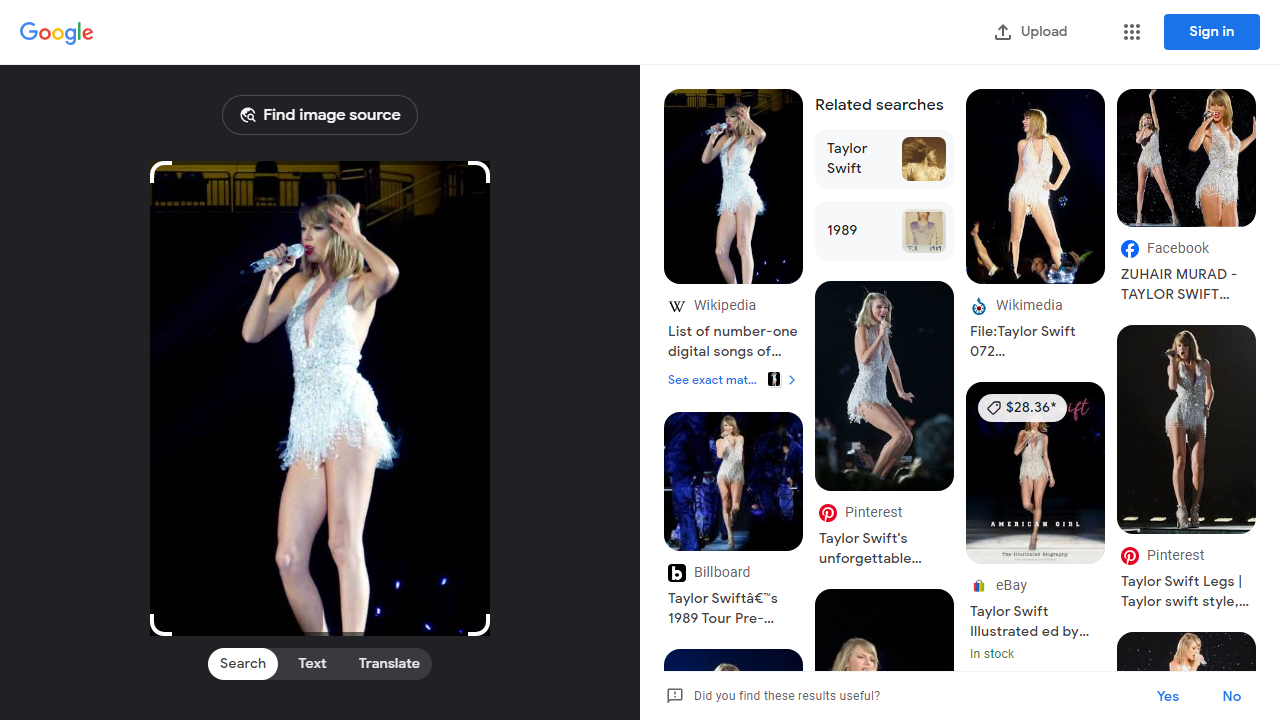 Google
Upload
Sign in
Find image source
Search
Text
Translate
Wikipedia
List of number-one
digital songs of...
See exact mat...
Billboard
Taylor Swiftâ€™s
1989 Tour Pre-...
Related searches
Taylor
Swift
1989
Pinterest
Taylor Swift's
unforgettable...
Wikimedia
File:Taylor Swift
072...
$28.36*
AMERICAN GIRL
The Illustrated Biography
eBay
Taylor Swift
Illustrated ed by...
In stock
Facebook
ZUHAIR MURAD -
TAYLOR SWIFT...
Pinterest
Taylor Swift Legs |
Taylor swift style,...
Did you find these results useful?
Yes
No